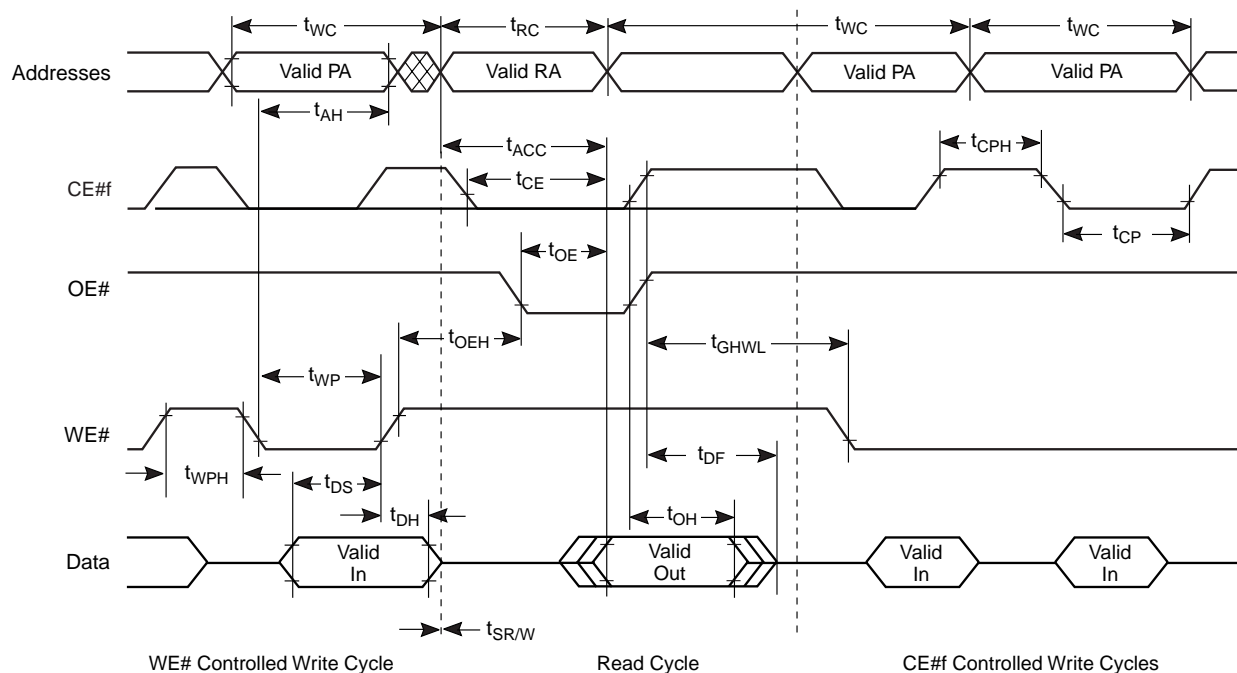 tWC tRC tWC tWC
Addresses Valid PA Valid RA Valid PA Valid PA
tAH
tACC tCPH
CE#f tCE
tCP
tOE
OE#
tOEH tGHWL
tWP
WE#
tWPH tDS tDF
tDH tOH
Data Valid In Valid Out Valid In Valid In
tSR/W
WE# Controlled Write Cycle Read Cycle CE#f Controlled Write Cycles